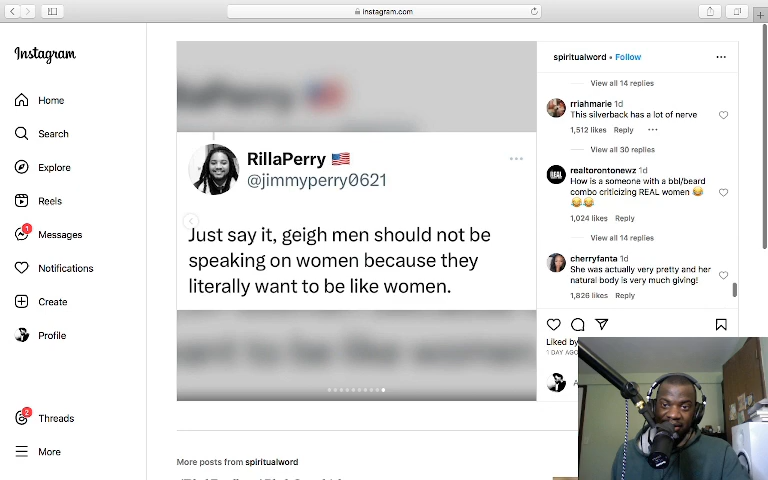 instagram.com
Instagram
Home
Search
Explore
Reels
1
Messages
Notifications
Create
Profile
2
Threads
More
RillaPerry 🇺🇸
@jimmyperry0621
Just say it, geigh men should not be
speaking on women because they
literally want to be like women.
spiritualword • Follow
View all 14 replies
rriahmarie 1d
This silverback has a lot of nerve
1,512 likes Reply
View all 30 replies
realtorontonewz 1d
How is a someone with a bbl/beard
combo criticizing REAL women 😂
😂😂
1,024 likes Reply
View all 14 replies
cherryfanta 1d
She was actually very pretty and her
natural body is very much giving!
1,826 likes Reply
Liked by
1 DAY AGO
More posts from spiritualword